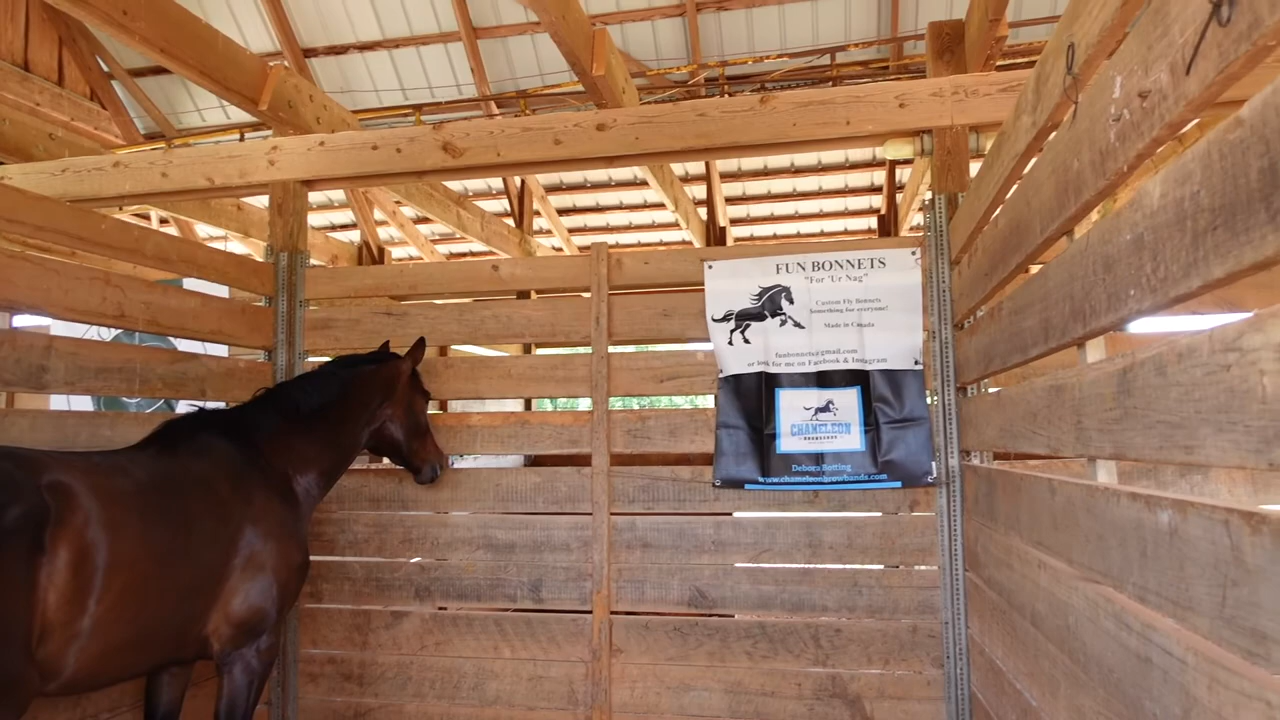 FUN BONNETS
"For 'Ur Nag"
Custom Fly Bonnets
Something for everyone!
Made in Canada
funbonnets@gmail.com
or look for me on Facebook & Instagram
CHAMELEON
Debora Botting
www.chameleonbrowbands.com